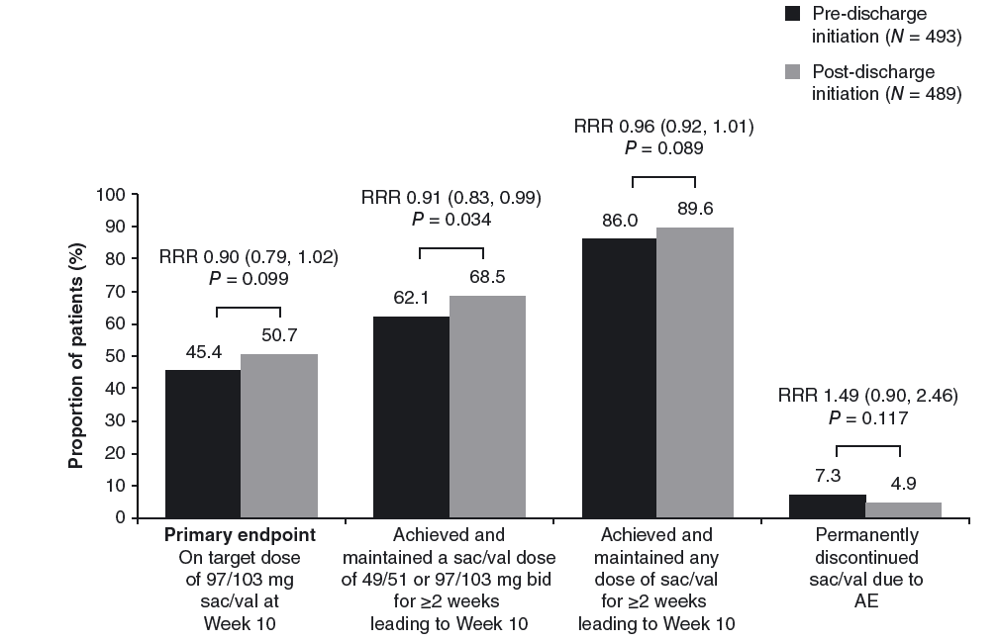 Pre-discharge
initiation (N = 493)
Post-discharge
initiation (N = 489)
RRR 0.96 (0.92, 1.01)
P = 0.089
RRR 0.91 (0.83, 0.99)
P = 0.034
RRR 0.90 (0.79, 1.02)
P = 0.099
RRR 1.49 (0.90, 2.46)
P = 0.117
Proportion of patients (%)
100
90
80
70
60
50
40
30
20
10
0
45.4
50.7
62.1
68.5
86.0
89.6
7.3
4.9
Primary endpoint
On target dose
of 97/103 mg
sac/val at
Week 10
Achieved and
maintained a sac/val dose
of 49/51 or 97/103 mg bid
for ≥2 weeks
leading to Week 10
Achieved and
maintained any
dose of sac/val
for ≥2 weeks
leading to Week 10
Permanently
discontinued
sac/val due to
AE